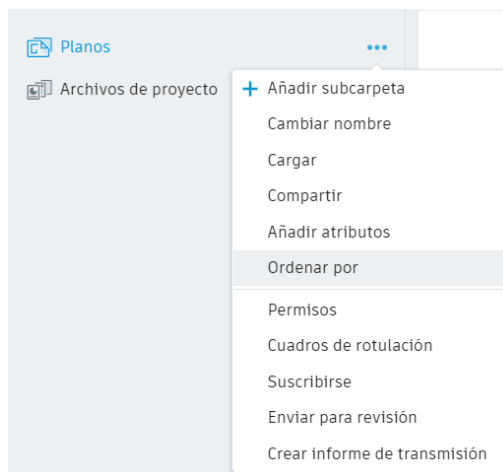 Planos
Archivos de proyecto
Añadir subcarpeta
Cambiar nombre
Cargar
Compartir
Añadir atributos
Ordenar por
Permisos
Cuadros de rotulación
Suscribirse
Enviar para revisión
Crear informe de transmisión